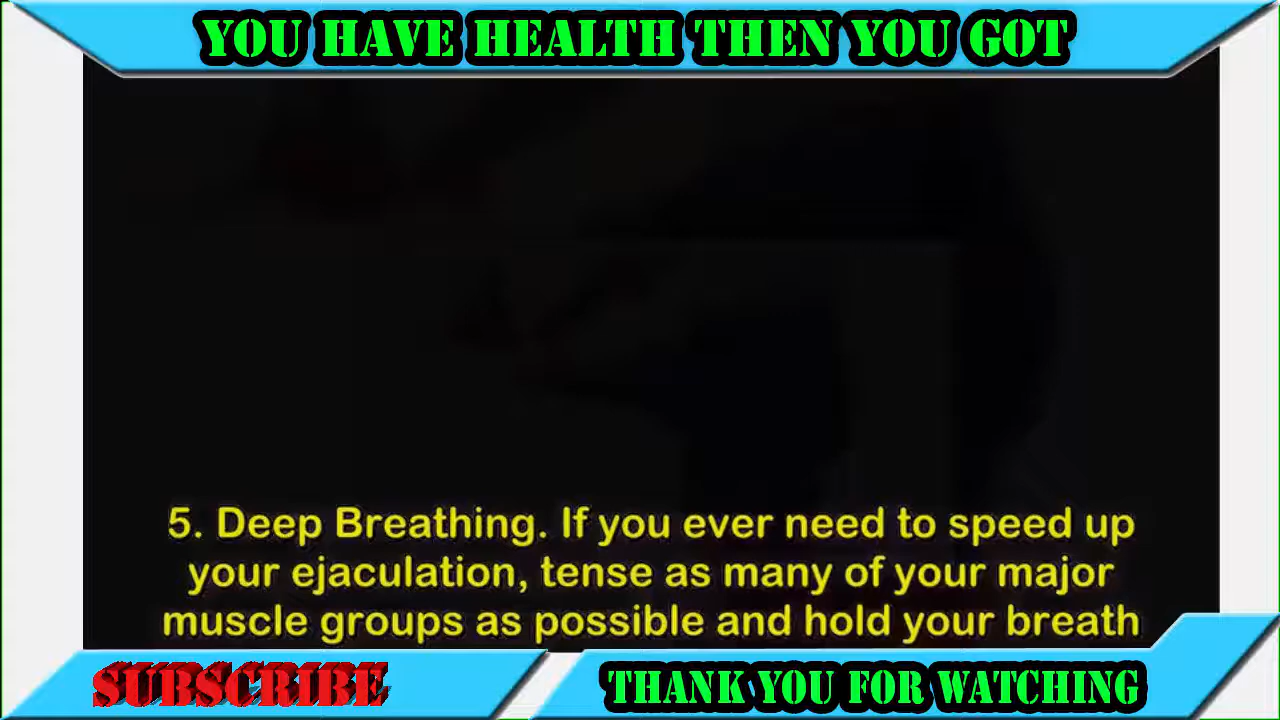 YOU HAVE HEALTH THEN YOU GOT
5. Deep Breathing. If you ever need to speed up
your ejaculation, tense as many of your major
muscle groups as possible and hold your breath
SUBSCRIBE
THANK YOU FOR WATCHING